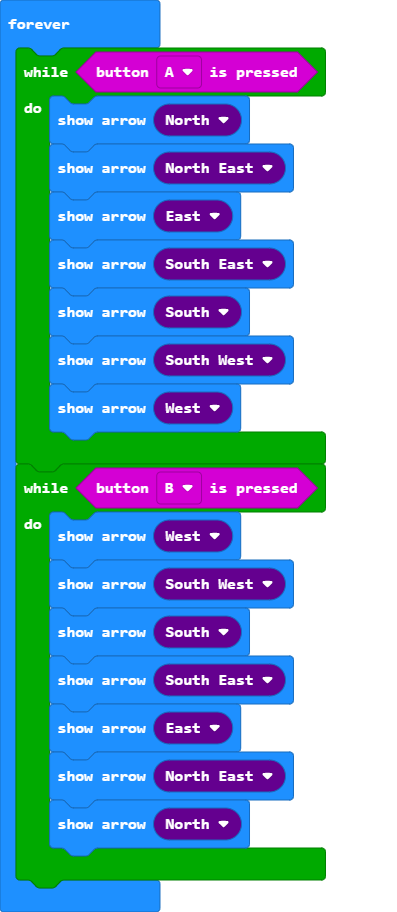 forever
while button A is pressed
do
show arrow North
show arrow North East
show arrow East
show arrow South East
show arrow South
show arrow South West
show arrow West
while button B is pressed
do
show arrow West
show arrow South West
show arrow South
show arrow South East
show arrow East
show arrow North East
show arrow North